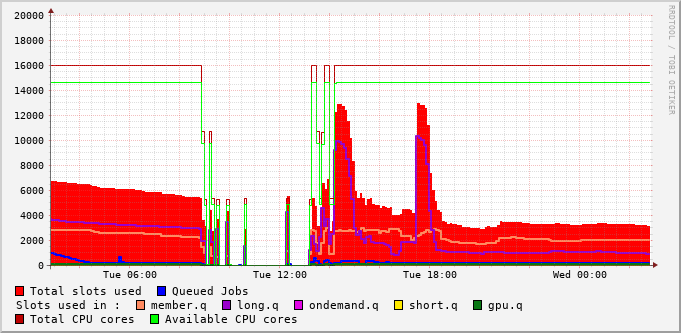 20000
18000
16000
14000
12000
10000
8000
6000
4000
2000
0
Tue 06:00 Tue 12:00 Tue 18:00 Wed 00:00
RRDTOOL / TOBI OETIKER
Total slots used Queued Jobs
Slots used in : member.q long.q ondemand.q short.q gpu.q
Total CPU cores Available CPU cores